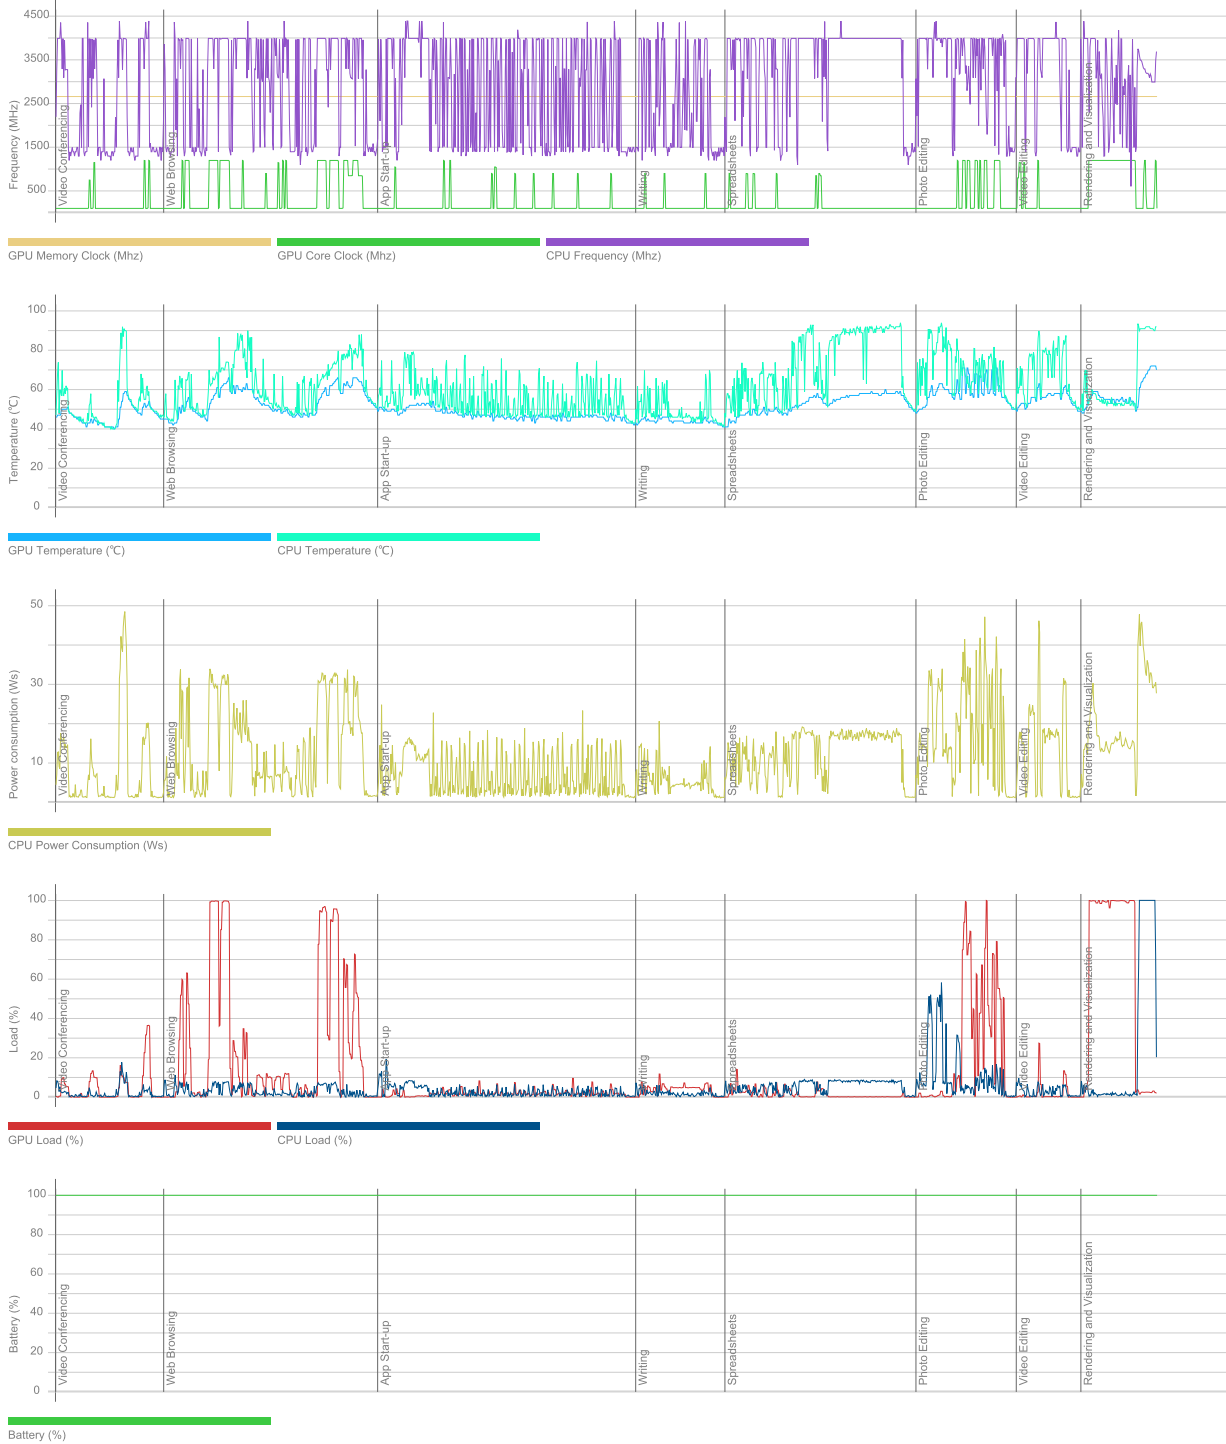 4500
3500
2500
1500
500
Frequency (MHz)
Video Conferencing
Web Browsing
App Start-up
Writing
Spreadsheets
Photo Editing
Video Editing
Rendering and Visualization
GPU Memory Clock (Mhz)
GPU Core Clock (Mhz)
CPU Frequency (Mhz)
100
80
60
40
20
0
Temperature (℃)
Video Conferencing
Web Browsing
App Start-up
Writing
Spreadsheets
Photo Editing
Video Editing
Rendering and Visualization
GPU Temperature (℃)
CPU Temperature (℃)
50
30
10
Power consumption (Ws)
Video Conferencing
Web Browsing
App Start-up
Writing
Spreadsheets
Photo Editing
Video Editing
Rendering and Visualization
CPU Power Consumption (Ws)
100
80
60
40
20
0
Load (%)
Video Conferencing
Web Browsing
App Start-up
Writing
Spreadsheets
Photo Editing
Video Editing
Rendering and Visualization
GPU Load (%)
CPU Load (%)
100
80
60
40
20
0
Battery (%)
Video Conferencing
Web Browsing
App Start-up
Writing
Spreadsheets
Photo Editing
Video Editing
Rendering and Visualization
Battery (%)